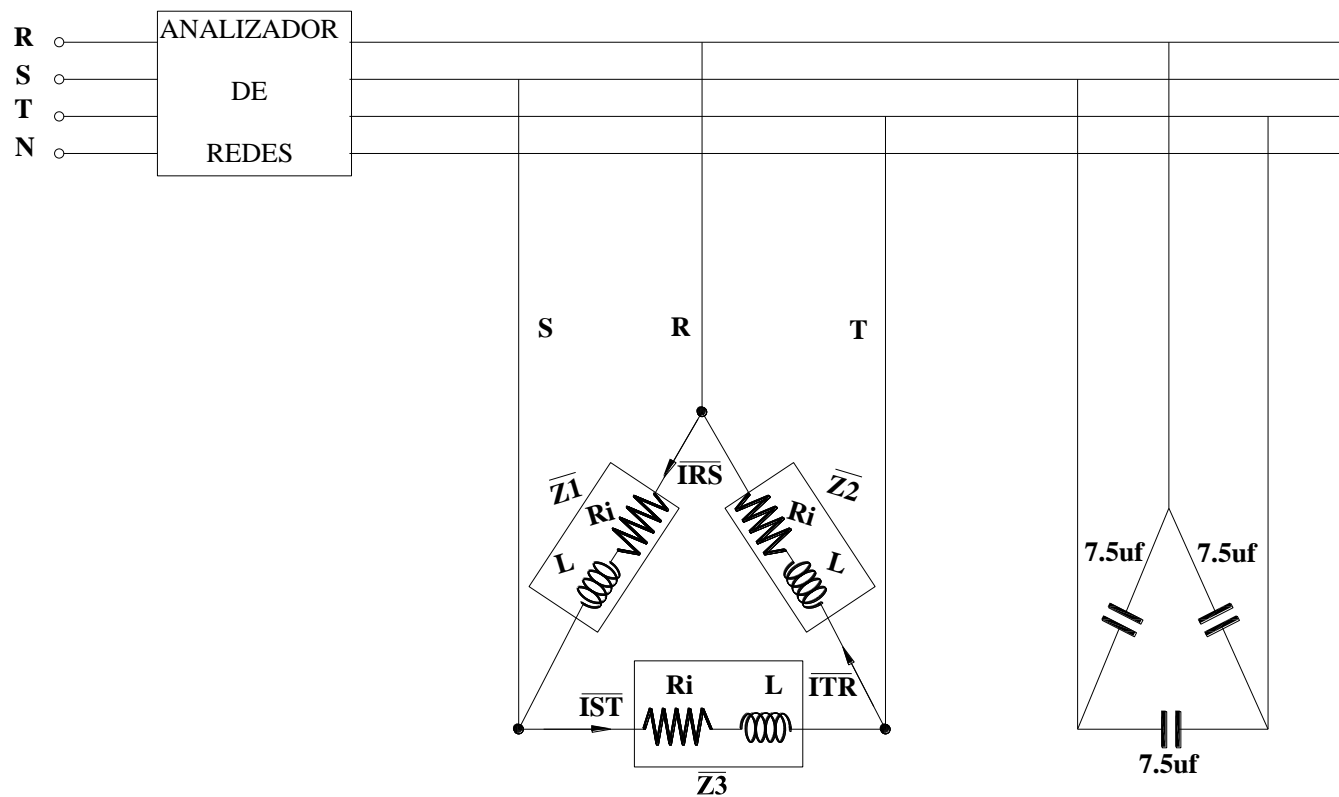 R
S
T
N
ANALIZADOR
DE
REDES
S
R
T
Z1
Ri
L
IRS
Z2
Ri
L
IST
Ri
L
ITR
Z3
7.5uf
7.5uf
7.5uf